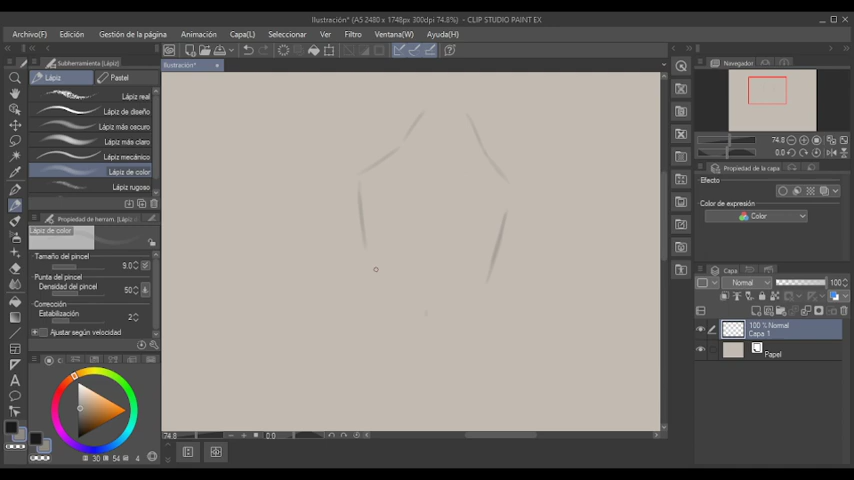 Ilustración* (A5 2480 x 1748px 300dpi 74.8%) - CLIP STUDIO PAINT EX
Archivo(F) Edición Gestión de la página Animación Capa(L) Seleccionar Ver Filtro Ventana(W) Ayuda(H)
Subherramienta (Lápiz)
Ilustración*
Navegador
Lápiz Pastel
Lápiz real
Lápiz de diseño
Lápiz más oscuro
Lápiz más claro
Lápiz mecánico
Lápiz de color
Lápiz rugoso
74.8
0.0
Propiedad de la capa
Efecto
Color de expresión
Color
Propiedad de herram. (Lápiz d
Lápiz de color
Tamaño del pincel
9.0
Punta del pincel
Densidad del pincel 50
Corrección
Estabilización 2
Ajustar según velocidad
Capa
Normal 100
100 % Normal
Capa 1
Papel
74.8 0.0
30 54 4